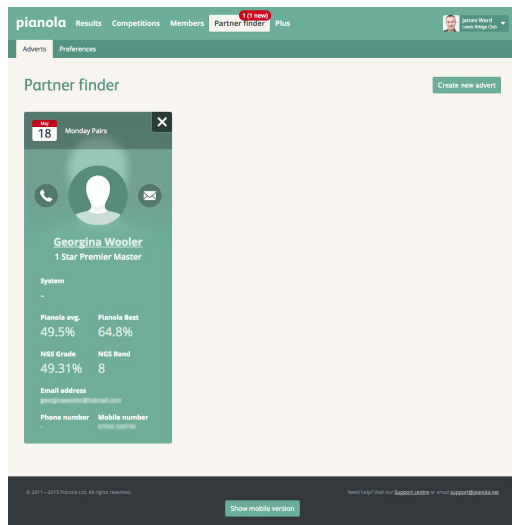 pianola Results Competitions Members Partner finder Plus
1 (1 new)
James Ward
Leeds Bridge Club
Adverts Preferences
Partner finder
Create new advert
May
18
Monday Pairs
Georgina Wooler
1 Star Premier Master
System
-
Pianola avg. Pianola Best
49.5% 64.8%
NGS Grade NGS Band
49.31% 8
Email address
Phone number Mobile number
-
© 2011—2015 Pianola Ltd. All rights reserved.
Need help? Visit our Support centre or email support@pianola.net
Show mobile version